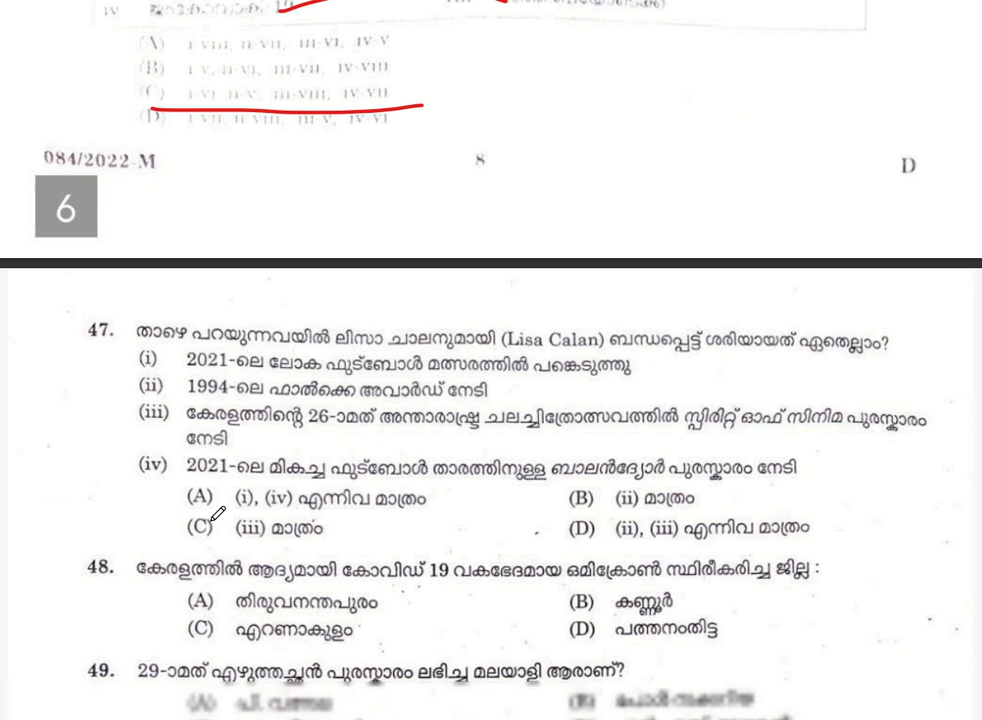 iv
(A) i-viii, ii-vii, iii-vi, iv-v
(B) i-v, ii-vi, iii-vii, iv-viii
(C) i-vi, ii-v, iii-viii, iv-vii
(D) i-vii, ii-viii, iii-v, iv-vi
084/2022-M 8 D
6
47. താഴെ പറയുന്നവയിൽ ലിസാ ചാലനുമായി (Lisa Calan) ബന്ധപ്പെട്ട് ശരിയായത് ഏതെല്ലാം?
(i) 2021-ലെ ലോക ഫുട്ബോൾ മത്സരത്തിൽ പങ്കെടുത്തു
(ii) 1994-ലെ ഫാൽക്കെ അവാർഡ് നേടി
(iii) കേരളത്തിന്റെ 26-ാമത് അന്താരാഷ്ട്ര ചലച്ചിത്രോത്സവത്തിൽ സ്പിരിറ്റ് ഓഫ് സിനിമ പുരസ്കാരം
നേടി
(iv) 2021-ലെ മികച്ച ഫുട്ബോൾ താരത്തിനുള്ള ബാലൻദ്യോർ പുരസ്കാരം നേടി
(A) (i), (iv) എന്നിവ മാത്രം (B) (ii) മാത്രം
(C) (iii) മാത്രം (D) (ii), (iii) എന്നിവ മാത്രം
48. കേരളത്തിൽ ആദ്യമായി കോവിഡ് 19 വകഭേദമായ ഒമിക്രോൺ സ്ഥിരീകരിച്ച ജില്ല :
(A) തിരുവനന്തപുരം (B) കണ്ണൂർ
(C) എറണാകുളം (D) പത്തനംതിട്ട
49. 29-ാമത് എഴുത്തച്ഛൻ പുരസ്കാരം ലഭിച്ച മലയാളി ആരാണ്?
(A) പി. വത്സല (B) പോൾ സക്കറിയ